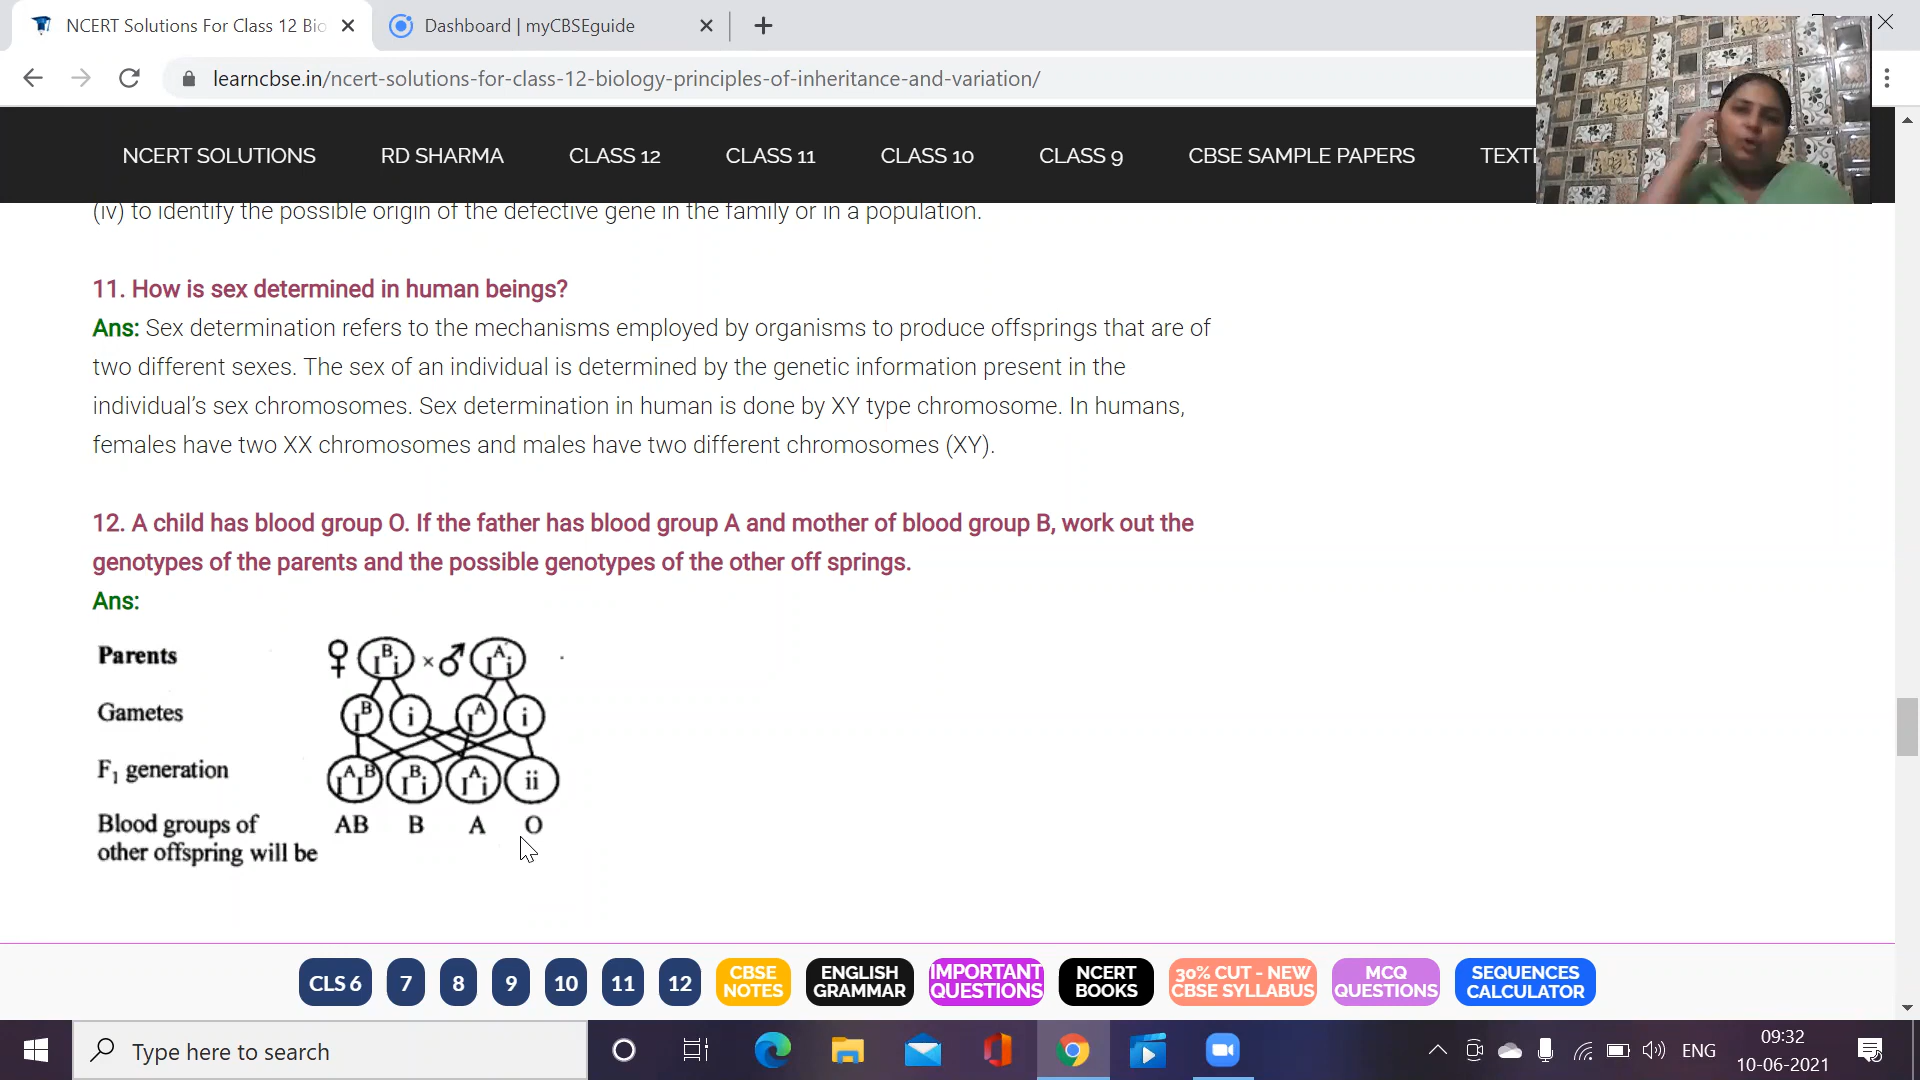 NCERT Solutions For Class 12 Bio
Dashboard | myCBSEguide
learncbse.in/ncert-solutions-for-class-12-biology-principles-of-inheritance-and-variation/
NCERT SOLUTIONS RD SHARMA CLASS 12 CLASS 11 CLASS 10 CLASS 9 CBSE SAMPLE PAPERS TEXT
(iv) to identify the possible origin of the defective gene in the family or in a population.
11. How is sex determined in human beings?
Ans: Sex determination refers to the mechanisms employed by organisms to produce offsprings that are of
two different sexes. The sex of an individual is determined by the genetic information present in the
individual's sex chromosomes. Sex determination in human is done by XY type chromosome. In humans,
females have two XX chromosomes and males have two different chromosomes (XY).
12. A child has blood group O. If the father has blood group A and mother of blood group B, work out the
genotypes of the parents and the possible genotypes of the other off springs.
Ans:
Parents ♀ Iᴮi × ♂ Iᴬi
Gametes Iᴮ i Iᴬ i
F₁ generation IᴬIᴮ Iᴮi Iᴬi ii
Blood groups of AB B A O
other offspring will be
CLS 6 7 8 9 10 11 12
CBSE NOTES
ENGLISH GRAMMAR
IMPORTANT QUESTIONS
NCERT BOOKS
30% CUT - NEW CBSE SYLLABUS
MCQ QUESTIONS
SEQUENCES CALCULATOR
Type here to search
ENG
09:32
10-06-2021